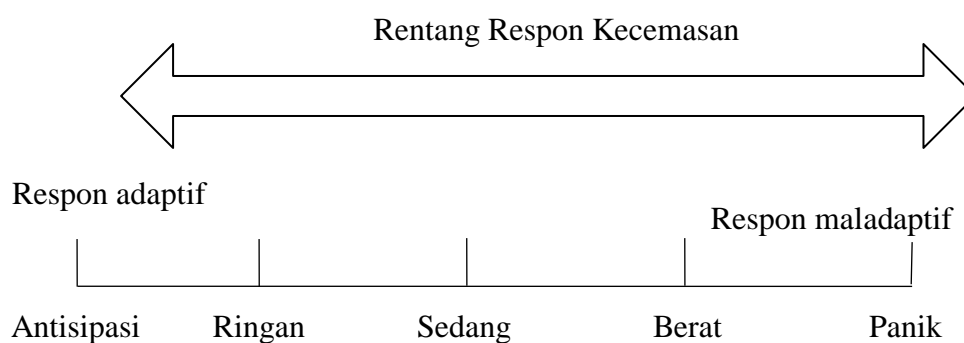 Rentang Respon Kecemasan
Respon adaptif
Respon maladaptif
Antisipasi Ringan Sedang Berat Panik